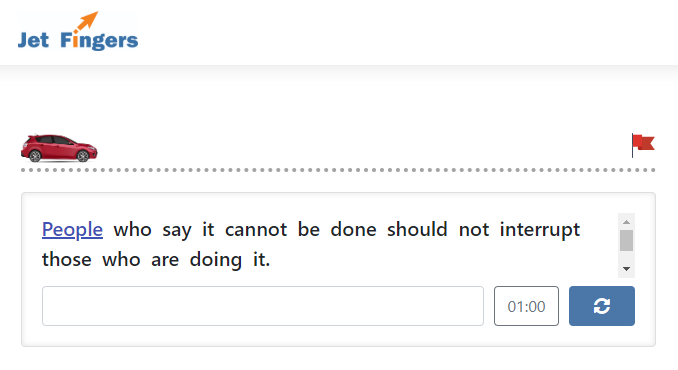 Jet Fingers
People who say it cannot be done should not interrupt
those who are doing it.
01:00